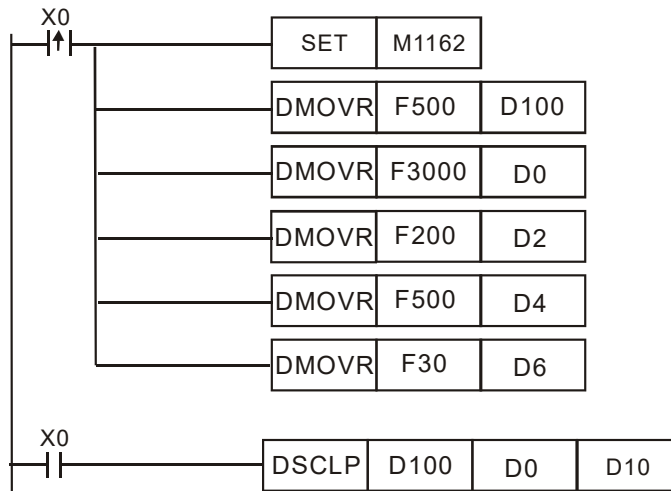 X0
SET M1162
DMOVR F500 D100
DMOVR F3000 D0
DMOVR F200 D2
DMOVR F500 D4
DMOVR F30 D6
X0
DSCLP D100 D0 D10